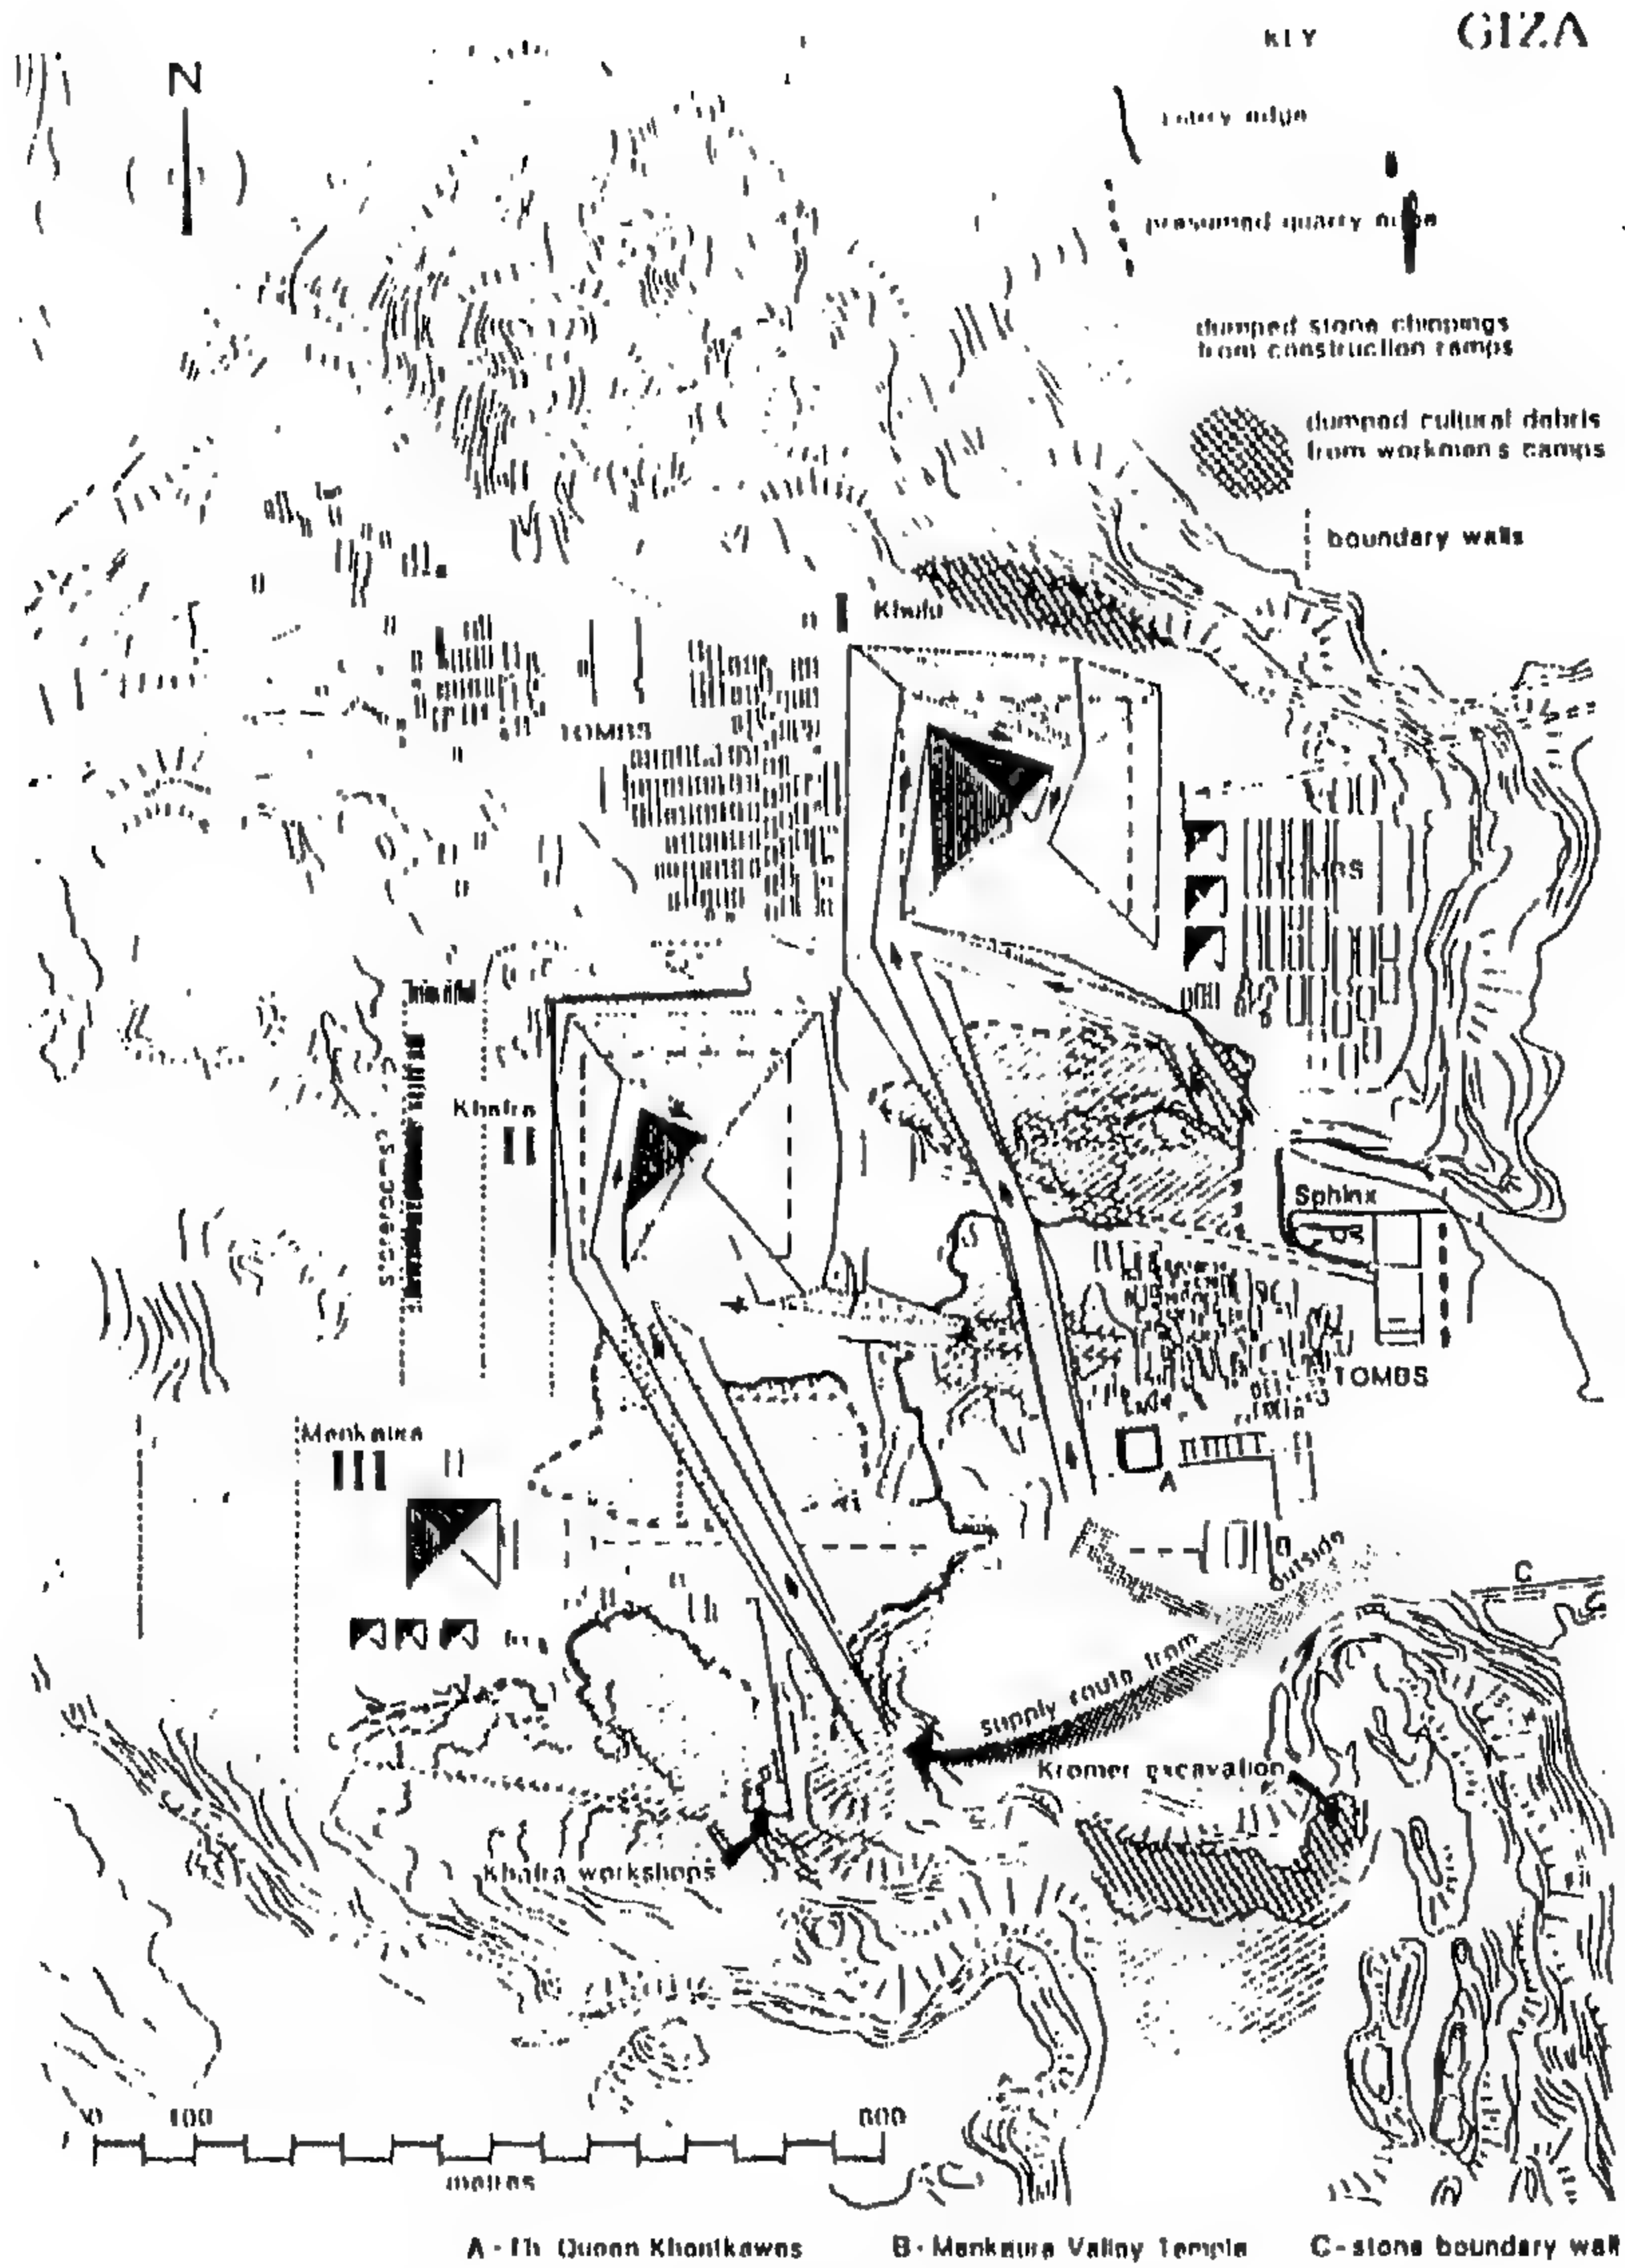 KEY
GIZA
N
quarry edge
presumed quarry edge
dumped stone chippings
from construction ramps
dumped cultural debris
from workmen's camps
boundary walls
Khufu
I
TOMBS
TOMBS
Khafra
II
storerooms
Sphinx
TOMBS
Menkaura
III
A
C
supply route from outside
Kromer excavation
Khafra workshops
0 100 800
metres
A - Queen Khentkawes B - Menkaura Valley Temple C - stone boundary wall